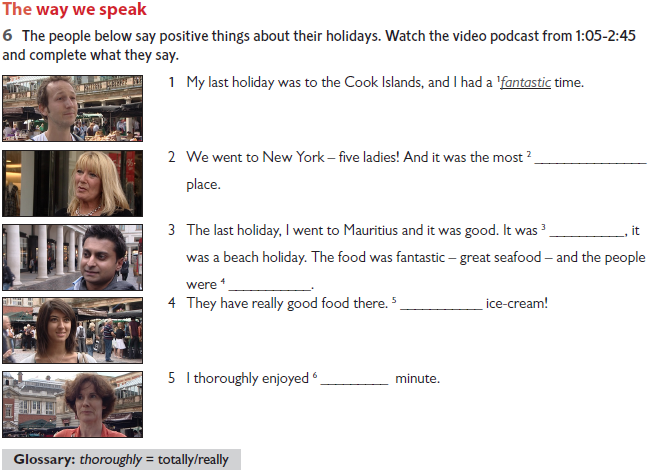 The way we speak
6 The people below say positive things about their holidays. Watch the video podcast from 1:05-2:45
and complete what they say.
1 My last holiday was to the Cook Islands, and I had a ¹fantastic time.
2 We went to New York – five ladies! And it was the most ² _______________
place.
3 The last holiday, I went to Mauritius and it was good. It was ³ __________, it
was a beach holiday. The food was fantastic – great seafood – and the people
were ⁴ ___________.
4 They have really good food there. ⁵ ___________ ice-cream!
5 I thoroughly enjoyed ⁶ _________ minute.
Glossary: thoroughly = totally/really